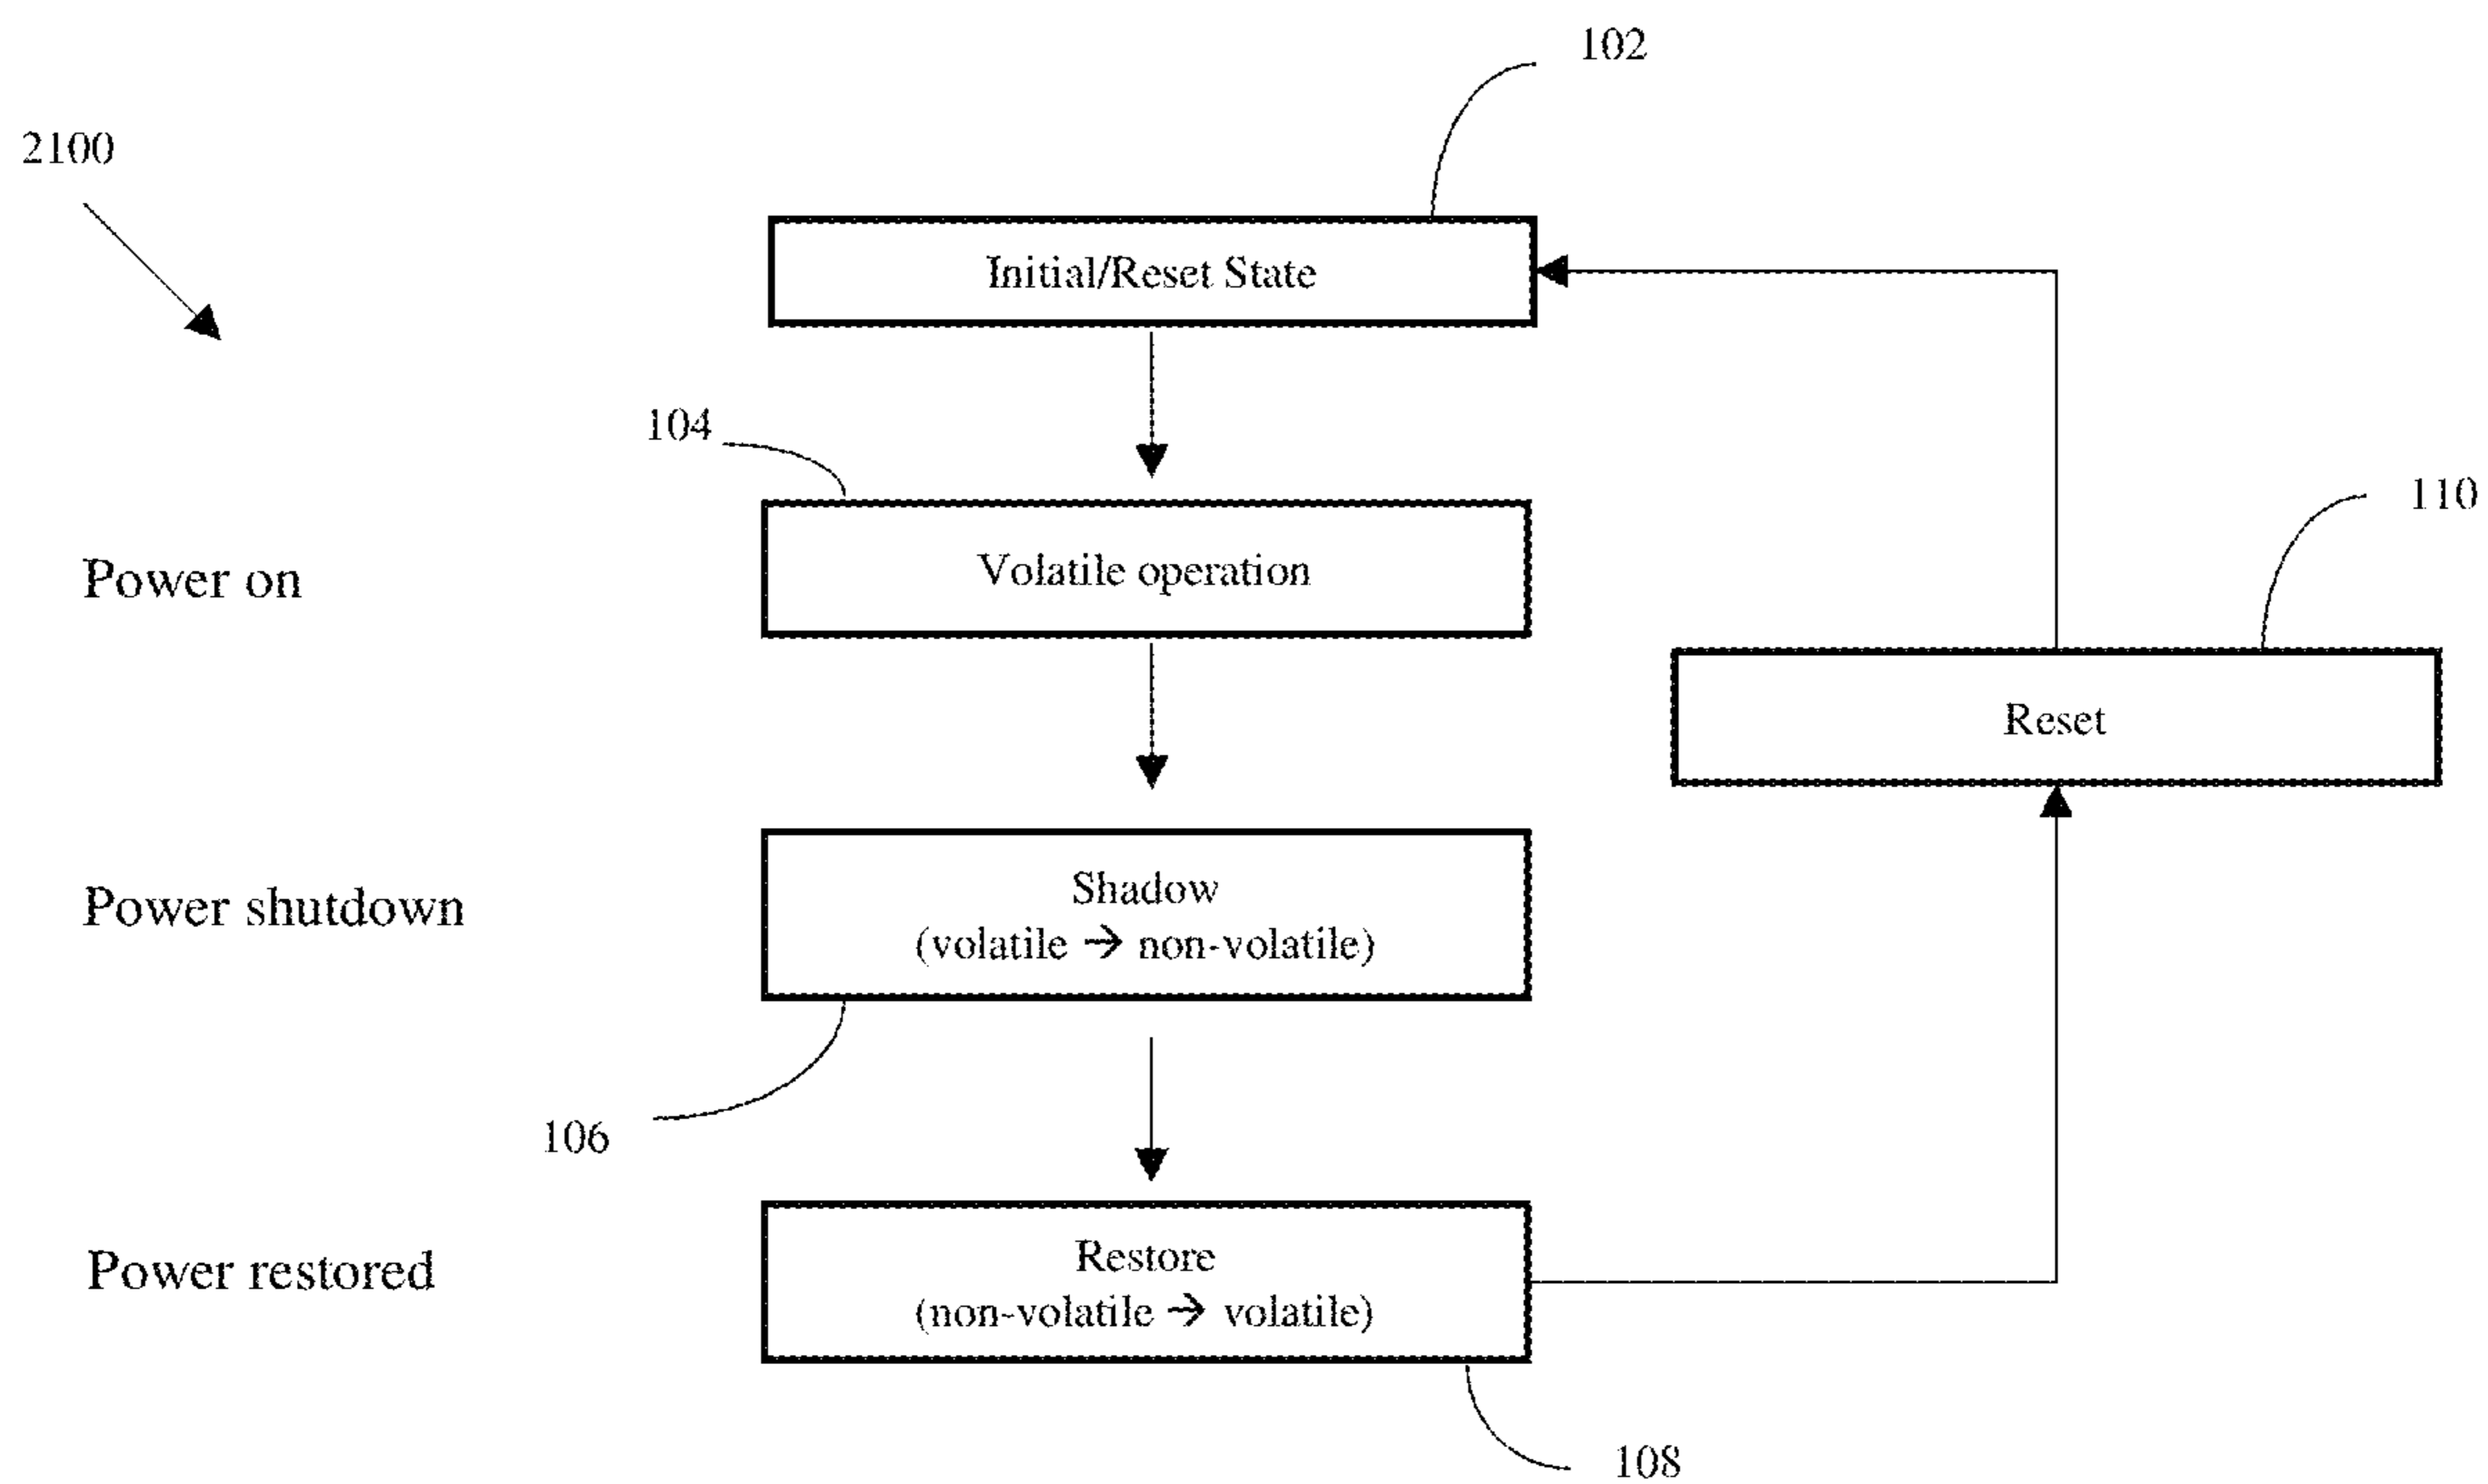 102
2100
Initial/Reset State
104
110
Power on
Volatile operation
Reset
Power shutdown
Shadow
(volatile → non-volatile)
106
Power restored
Restore
(non-volatile → volatile)
108